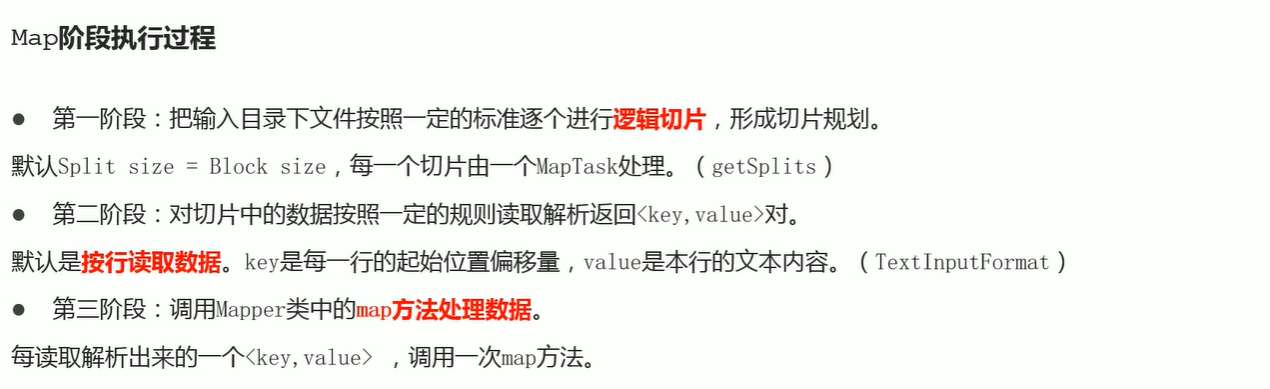 Map阶段执行过程
● 第一阶段：把输入目录下文件按照一定的标准逐个进行逻辑切片，形成切片规划。
默认Split size = Block size，每一个切片由一个MapTask处理。（getSplits）
● 第二阶段：对切片中的数据按照一定的规则读取解析返回<key,value>对。
默认是按行读取数据。key是每一行的起始位置偏移量，value是本行的文本内容。（TextInputFormat）
● 第三阶段：调用Mapper类中的map方法处理数据。
每读取解析出来的一个<key,value> ，调用一次map方法。